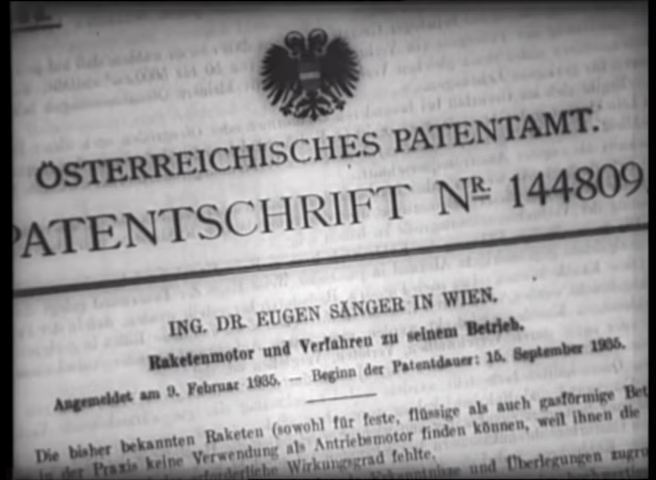 ÖSTERREICHISCHES PATENTAMT.
PATENTSCHRIFT NR. 144809
ING. DR. EUGEN SÄNGER IN WIEN.
Raketenmotor und Verfahren zu seinem Betrieb.
Angemeldet am 9. Februar 1935. — Beginn der Patentdauer: 15. September 1935.
Die bisher bekannten Raketen (sowohl für feste, flüssige als auch gasförmige Bet
in der Praxis keine Verwendung als Antriebsmotor finden können, weil ihnen die
erforderliche Wirkungsgrad fehlte.
und Überlegungen